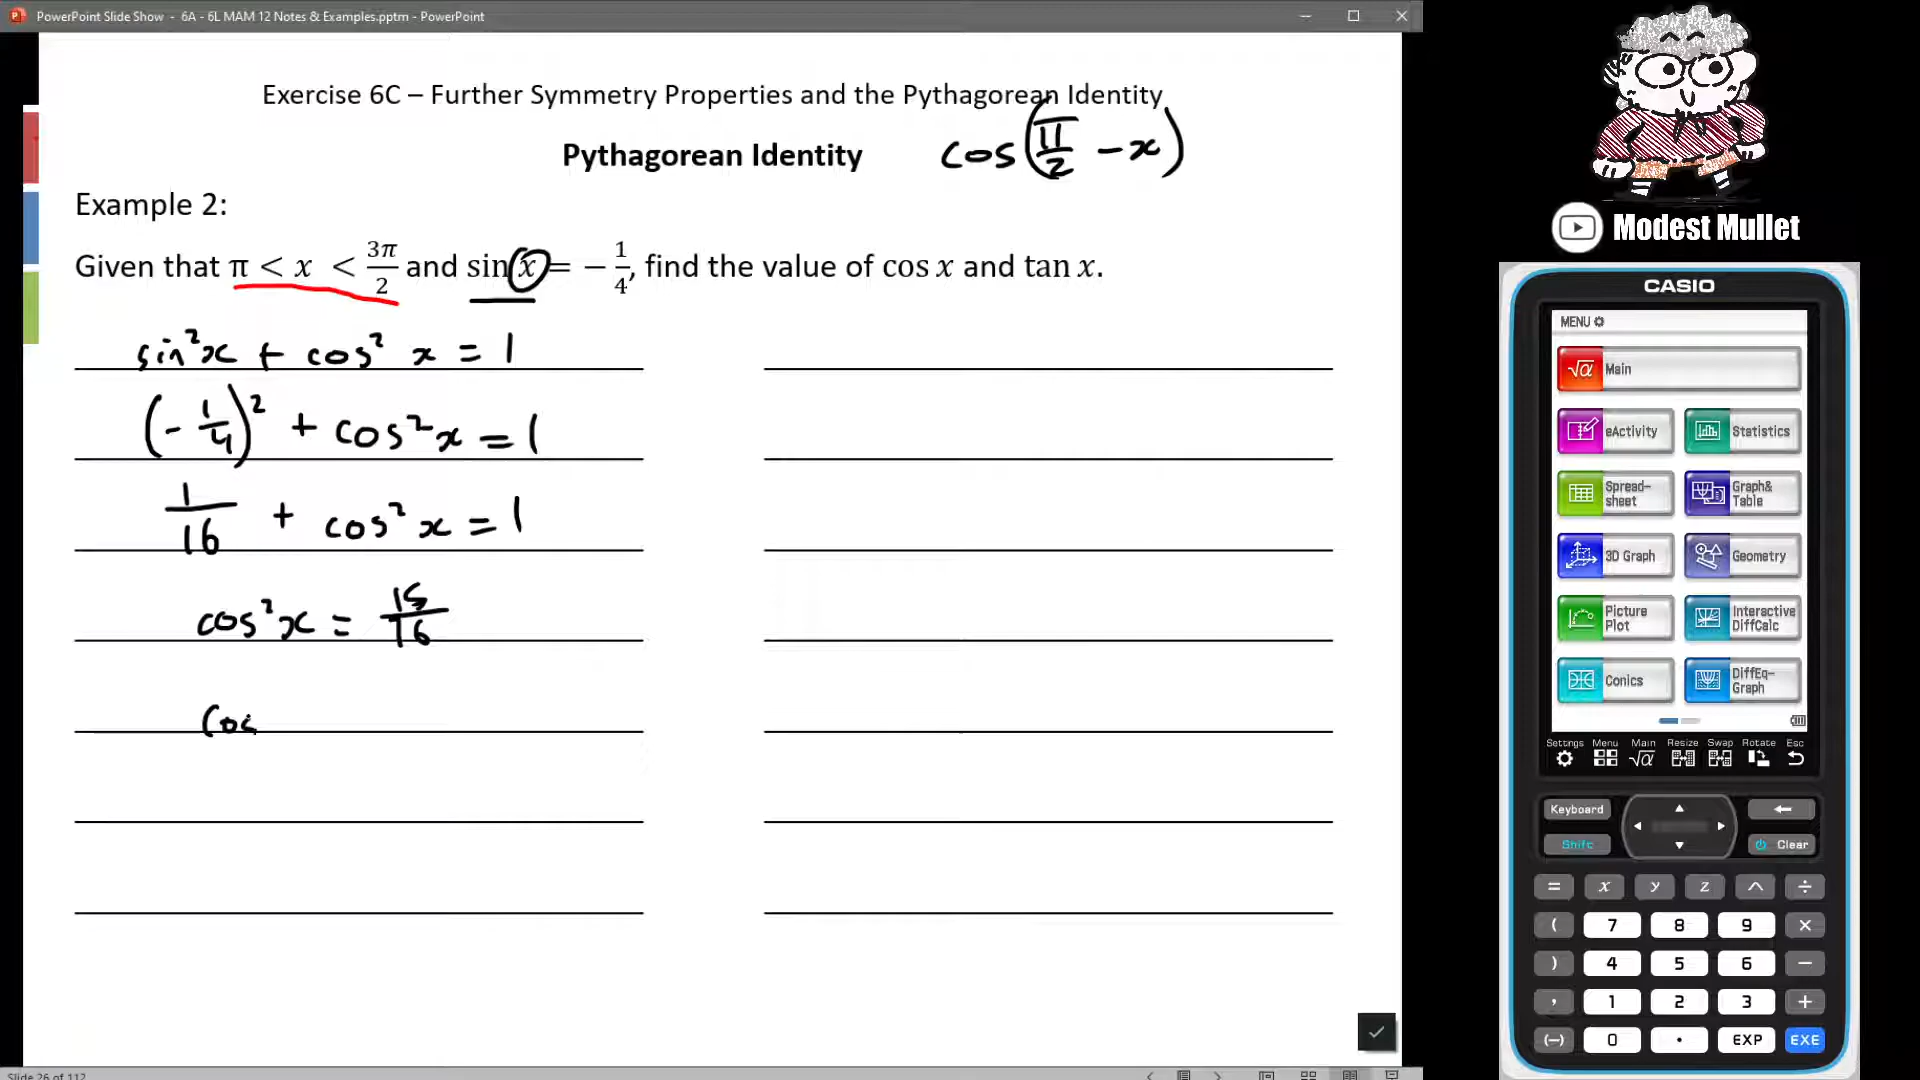 PowerPoint Slide Show - 6A - 6L MAM 12 Notes & Examples.pptm - PowerPoint
Exercise 6C – Further Symmetry Properties and the Pythagorean Identity
Pythagorean Identity cos(π/2 − x)
Example 2:
Given that π < x < 3π/2 and sin x = − 1/4, find the value of cos x and tan x.
sin²x + cos² x = 1
(− 1/4)² + cos²x = 1
1/16 + cos²x = 1
cos²x = 15/16
cos
Slide 26 of 112
Modest Mullet
CASIO
MENU
√α Main
eActivity Statistics
Spread-sheet Graph& Table
3D Graph Geometry
Picture Plot Interactive DiffCalc
Conics DiffEq-Graph
Settings Menu Main Resize Swap Rotate Esc
√α
Keyboard
Shift Clear
= x y z ^ ÷
( 7 8 9 ×
) 4 5 6 −
, 1 2 3 +
(−) 0 . EXP EXE